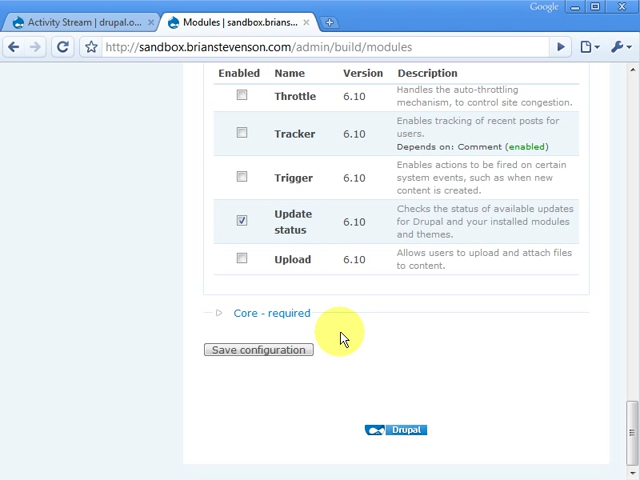 Google
Activity Stream | drupal.o...
Modules | sandbox.brians...
http://sandbox.brianstevenson.com/admin/build/modules
Enabled Name Version Description
Throttle 6.10 Handles the auto-throttling
mechanism, to control site congestion.
Tracker 6.10 Enables tracking of recent posts for
users.
Depends on: Comment (enabled)
Trigger 6.10 Enables actions to be fired on certain
system events, such as when new
content is created.
Update
status 6.10 Checks the status of available updates
for Drupal and your installed modules
and themes.
Upload 6.10 Allows users to upload and attach files
to content.
Core - required
Save configuration
Drupal